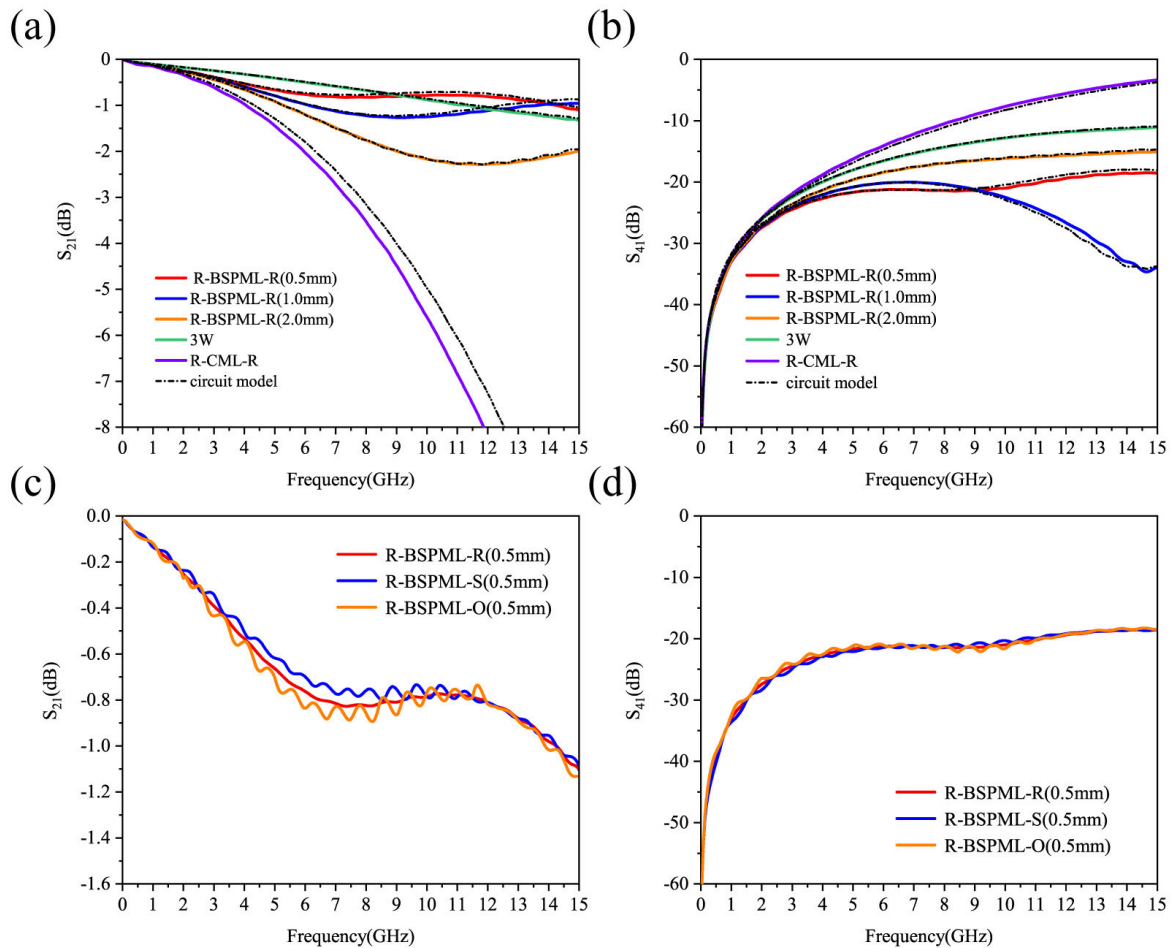 (a)
S21(dB)
0
-1
-2
-3
-4
-5
-6
-7
-8
R-BSPML-R(0.5mm)
R-BSPML-R(1.0mm)
R-BSPML-R(2.0mm)
3W
R-CML-R
circuit model
0 1 2 3 4 5 6 7 8 9 10 11 12 13 14 15
Frequency(GHz)
(b)
S41(dB)
0
-10
-20
-30
-40
-50
-60
R-BSPML-R(0.5mm)
R-BSPML-R(1.0mm)
R-BSPML-R(2.0mm)
3W
R-CML-R
circuit model
0 1 2 3 4 5 6 7 8 9 10 11 12 13 14 15
Frequency(GHz)
(c)
S21(dB)
0.0
-0.2
-0.4
-0.6
-0.8
-1.0
-1.2
-1.4
-1.6
R-BSPML-R(0.5mm)
R-BSPML-S(0.5mm)
R-BSPML-O(0.5mm)
0 1 2 3 4 5 6 7 8 9 10 11 12 13 14 15
Frequency(GHz)
(d)
S41(dB)
0
-10
-20
-30
-40
-50
-60
R-BSPML-R(0.5mm)
R-BSPML-S(0.5mm)
R-BSPML-O(0.5mm)
0 1 2 3 4 5 6 7 8 9 10 11 12 13 14 15
Frequency(GHz)